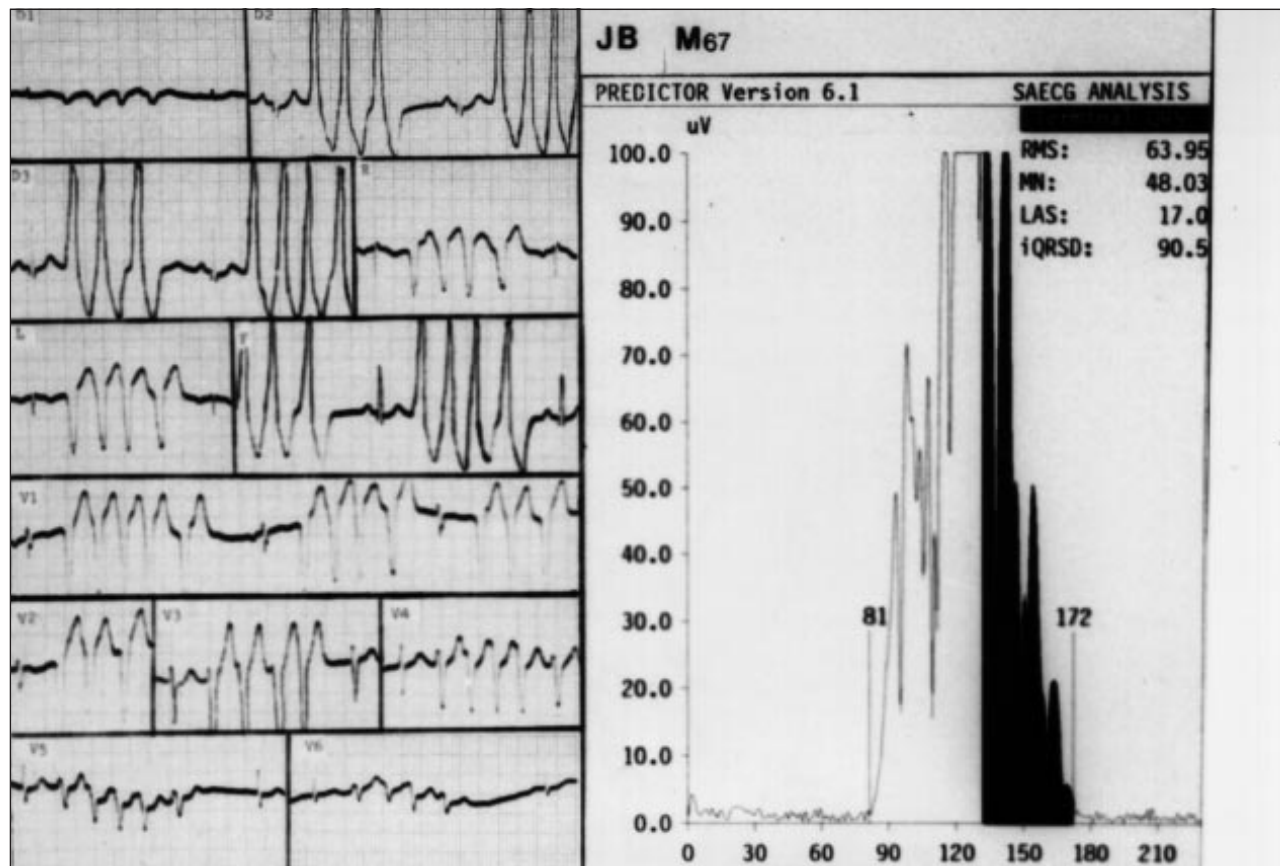 D1
D2
D3
R
L
F
V1
V2
V3
V4
V5
V6
JB M67
PREDICTOR Version 6.1 SAECG ANALYSIS
uV
RMS: 63.95
MN: 48.03
LAS: 17.0
iQRSD: 90.5
100.0
90.0
80.0
70.0
60.0
50.0
40.0
30.0
20.0
10.0
0.0
81
172
0 30 60 90 120 150 180 210